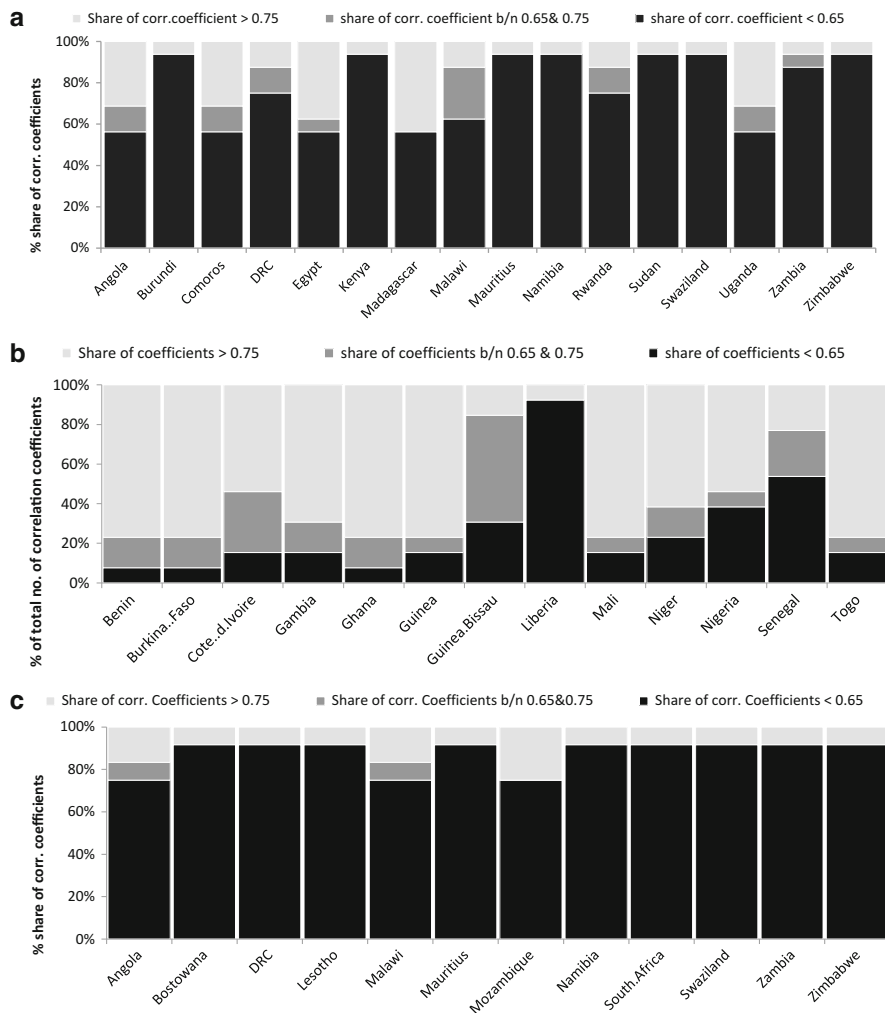 a
Share of corr.coefficient > 0.75
share of corr. coefficient b/n 0.65& 0.75
share of corr. coefficient < 0.65
% share of corr. coefficients
100%
80%
60%
40%
20%
0%
Angola
Burundi
Comoros
DRC
Egypt
Kenya
Madagascar
Malawi
Mauritius
Namibia
Rwanda
Sudan
Swaziland
Uganda
Zambia
Zimbabwe
b
Share of coefficients > 0.75
share of coefficients b/n 0.65 & 0.75
share of coefficients < 0.65
% of total no. of correlation coefficients
100%
80%
60%
40%
20%
0%
Benin
Burkina..Faso
Cote..d.Ivoire
Gambia
Ghana
Guinea
Guinea.Bissau
Liberia
Mali
Niger
Nigeria
Senegal
Togo
c
Share of corr. Coefficients > 0.75
Share of corr. Coefficients b/n 0.65&0.75
Share of corr. Coefficients < 0.65
% share of corr. coefficients
100%
80%
60%
40%
20%
0%
Angola
Bostowana
DRC
Lesotho
Malawi
Mauritius
Mozambique
Namibia
South.Africa
Swaziland
Zambia
Zimbabwe